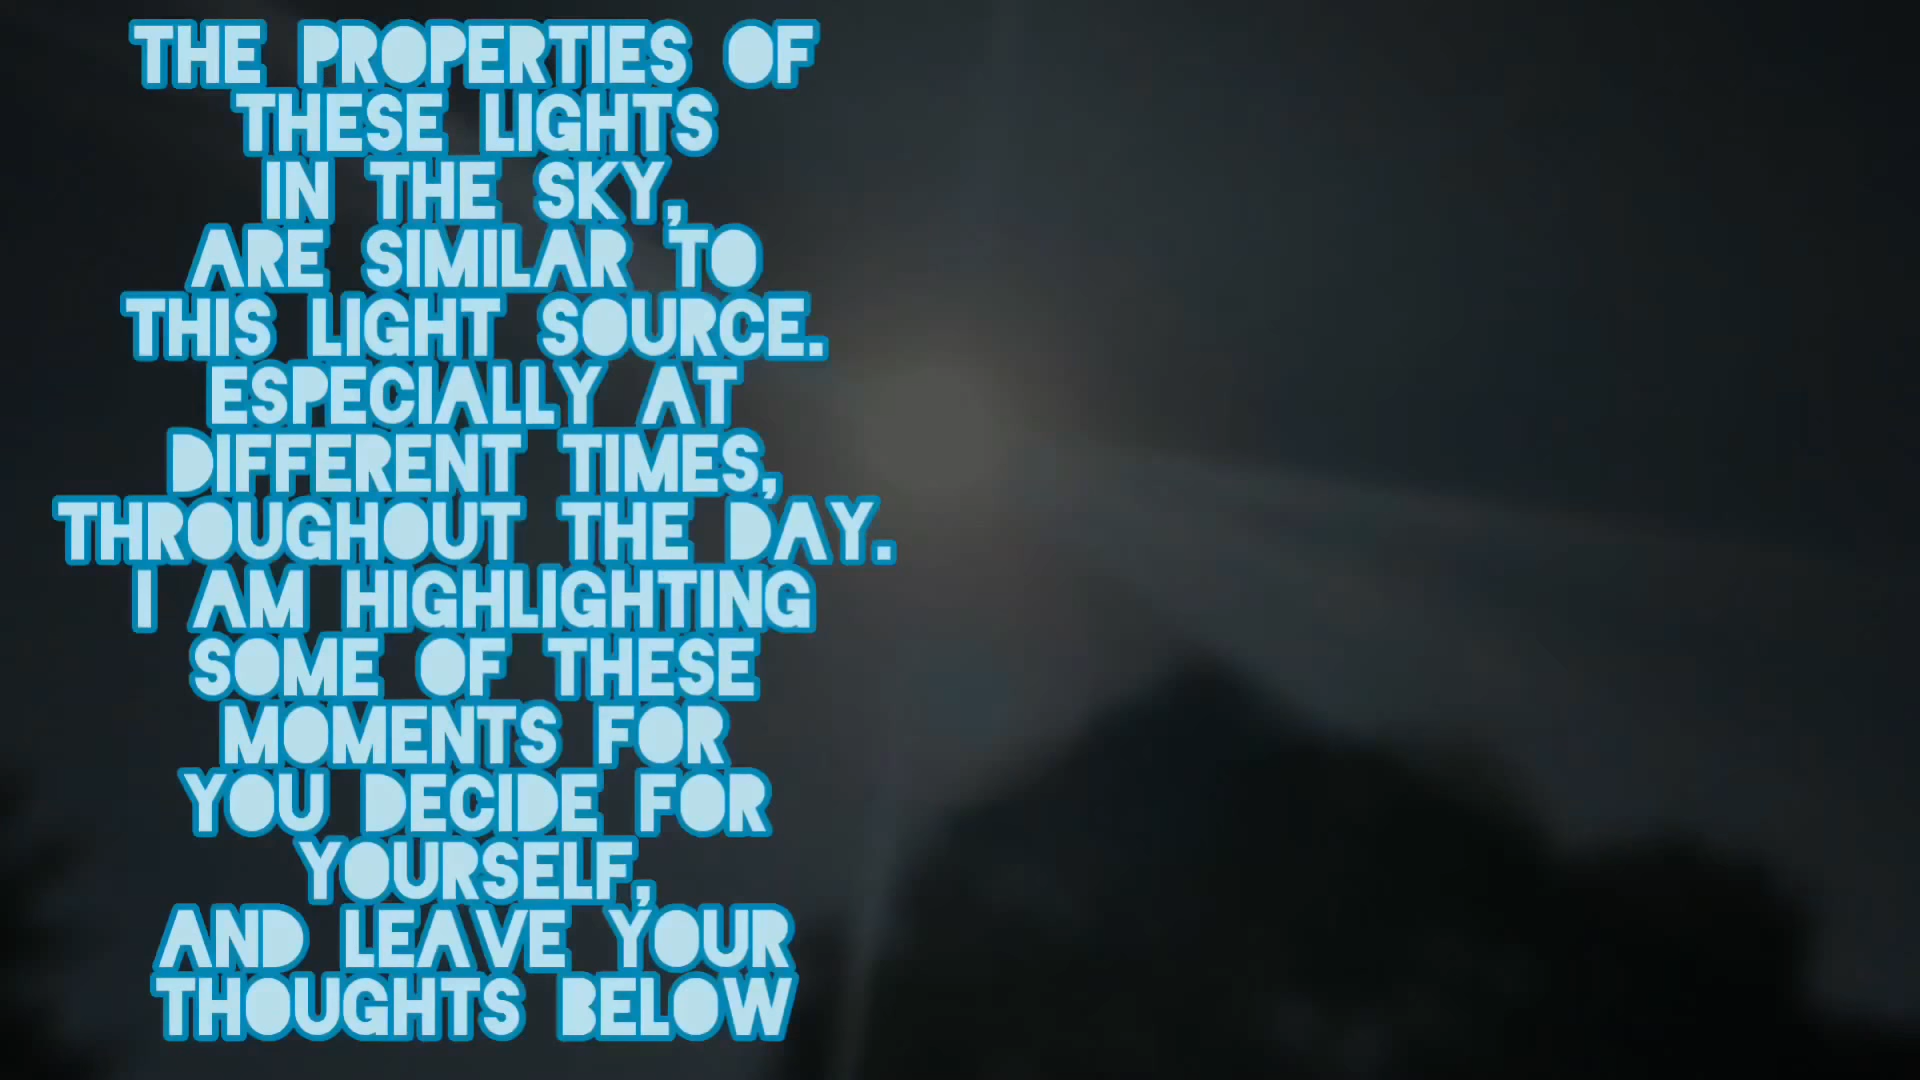 THE PROPERTIES OF
THESE LIGHTS
IN THE SKY,
ARE SIMILAR TO
THIS LIGHT SOURCE.
ESPECIALLY AT
DIFFERENT TIMES,
THROUGHOUT THE DAY.
I AM HIGHLIGHTING
SOME OF THESE
MOMENTS FOR
YOU DECIDE FOR
YOURSELF,
AND LEAVE YOUR
THOUGHTS BELOW